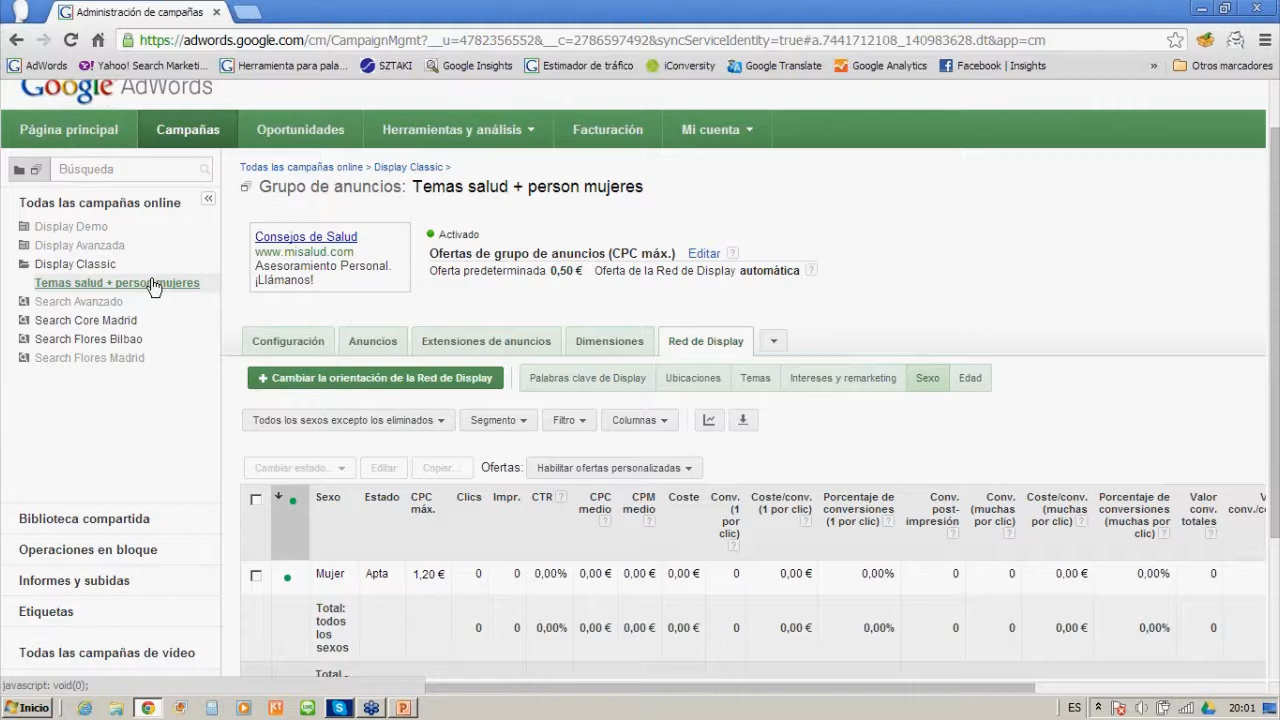 Administración de campañas
https://adwords.google.com/cm/CampaignMgmt?__u=4782356552&__c=2786597492&syncServiceIdentity=true#a.7441712108_140983628.dt&app=cm
AdWords Yahoo! Search Marketi... Herramienta para pala... SZTAKI Google Insights Estimador de tráfico iConversity Google Translate Google Analytics Facebook | Insights » Otros marcadores
Google AdWords
Página principal Campañas Oportunidades Herramientas y análisis Facturación Mi cuenta
Búsqueda
Todas las campañas online
Display Demo
Display Avanzada
Display Classic
Temas salud + person mujeres
Search Avanzado
Search Core Madrid
Search Flores Bilbao
Search Flores Madrid
Biblioteca compartida
Operaciones en bloque
Informes y subidas
Etiquetas
Todas las campañas de vídeo
Todas las campañas online > Display Classic >
Grupo de anuncios: Temas salud + person mujeres
Consejos de Salud
www.misalud.com
Asesoramiento Personal.
¡Llámanos!
Activado
Ofertas de grupo de anuncios (CPC máx.) Editar ?
Oferta predeterminada 0,50 € Oferta de la Red de Display automática ?
Configuración Anuncios Extensiones de anuncios Dimensiones Red de Display
+ Cambiar la orientación de la Red de Display Palabras clave de Display Ubicaciones Temas Intereses y remarketing Sexo Edad
Todos los sexos excepto los eliminados Segmento Filtro Columnas
Cambiar estado... Editar Copiar... Ofertas: Habilitar ofertas personalizadas
Sexo Estado CPC máx. Clics Impr. CTR ? CPC medio ? CPM medio ? Coste Conv. (1 por clic) ? Coste/conv. (1 por clic) ? Porcentaje de conversiones (1 por clic) ? Conv. post-impresión ? Conv. (muchas por clic) ? Coste/conv. (muchas por clic) ? Porcentaje de conversiones (muchas por clic) ? Valor conv. totales ?
Mujer Apta 1,20 € 0 0 0,00% 0,00 € 0,00 € 0,00 € 0 0,00 € 0,00% 0 0 0,00 € 0,00% 0
Total: todos los sexos 0 0 0,00% 0,00 € 0,00 € 0,00 € 0 0,00 € 0,00% 0 0 0,00 € 0,00% 0
Total -
javascript: void(0);
Inicio ES 20:01